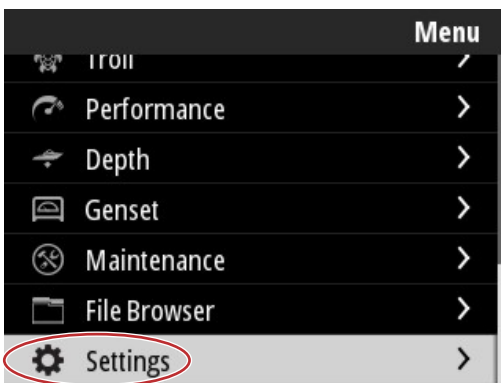 Menu
Troll
Performance
Depth
Genset
Maintenance
File Browser
Settings